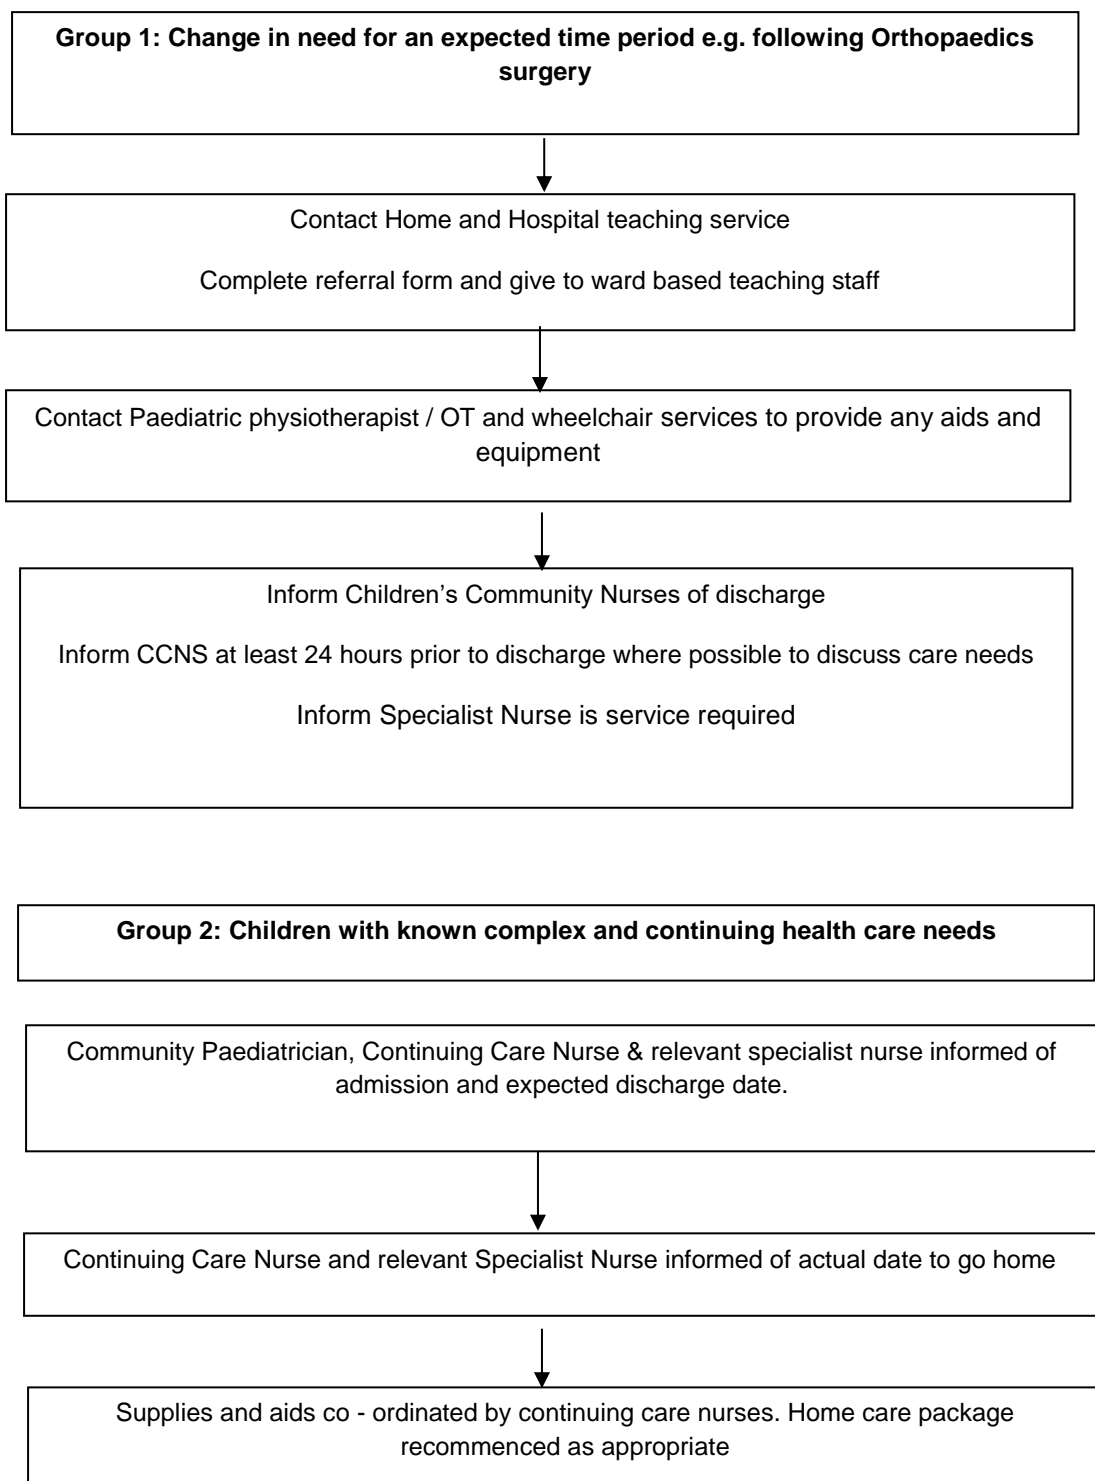 Group 1: Change in need for an expected time period e.g. following Orthopaedics
surgery
Contact Home and Hospital teaching service
Complete referral form and give to ward based teaching staff
Contact Paediatric physiotherapist / OT and wheelchair services to provide any aids and
equipment
Inform Children’s Community Nurses of discharge
Inform CCNS at least 24 hours prior to discharge where possible to discuss care needs
Inform Specialist Nurse is service required
Group 2: Children with known complex and continuing health care needs
Community Paediatrician, Continuing Care Nurse & relevant specialist nurse informed of
admission and expected discharge date.
Continuing Care Nurse and relevant Specialist Nurse informed of actual date to go home
Supplies and aids co - ordinated by continuing care nurses. Home care package
recommenced as appropriate